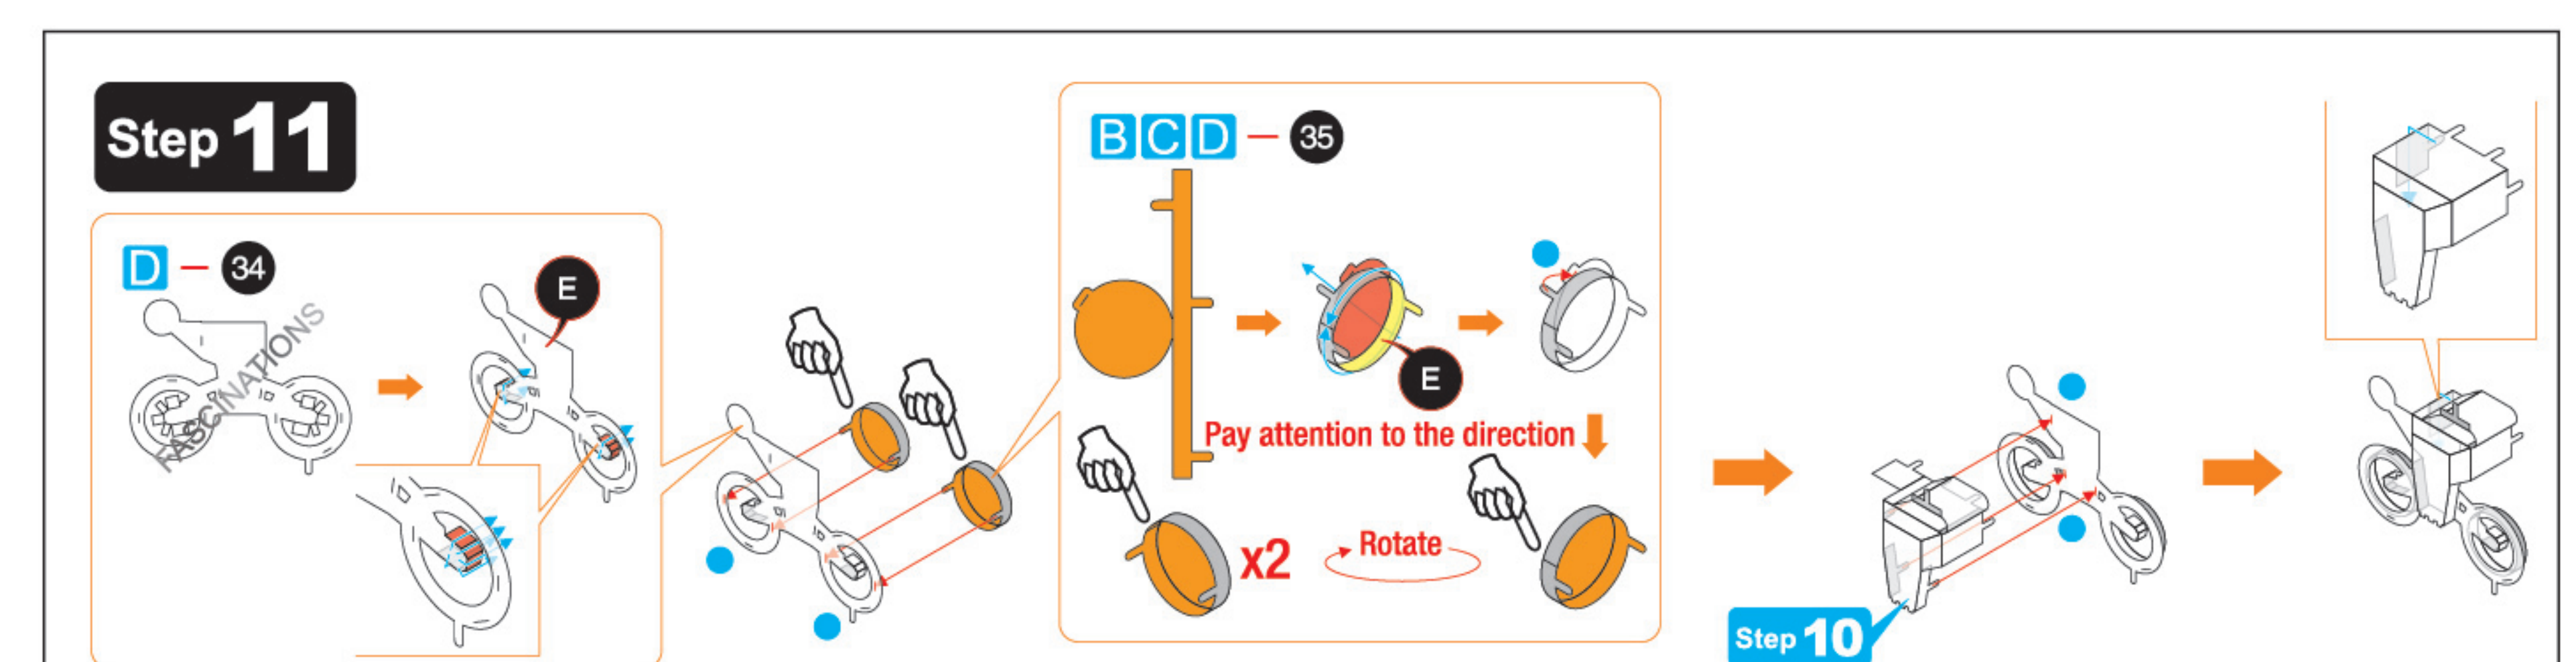 Step 11
D – 34
E
FASCINATIONS
B C D – 35
E
Pay attention to the direction
x2
Rotate
Step 10